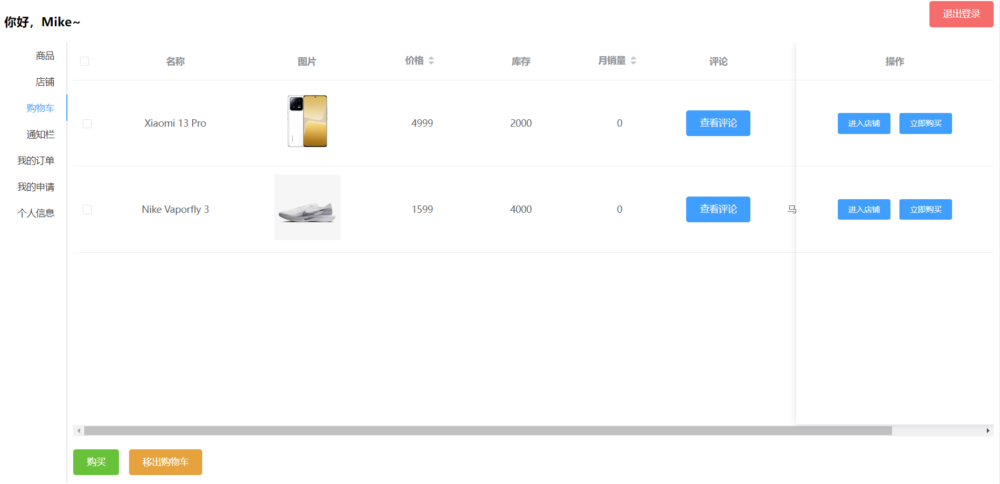 退出登录
你好，Mike~
商品
店铺
购物车
通知栏
我的订单
我的申请
个人信息
名称 图片 价格 库存 月销量 评论 操作
Xiaomi 13 Pro 4999 2000 0 查看评论 进入店铺 立即购买
Nike Vaporfly 3 1599 4000 0 查看评论 马 进入店铺 立即购买
购买 移出购物车